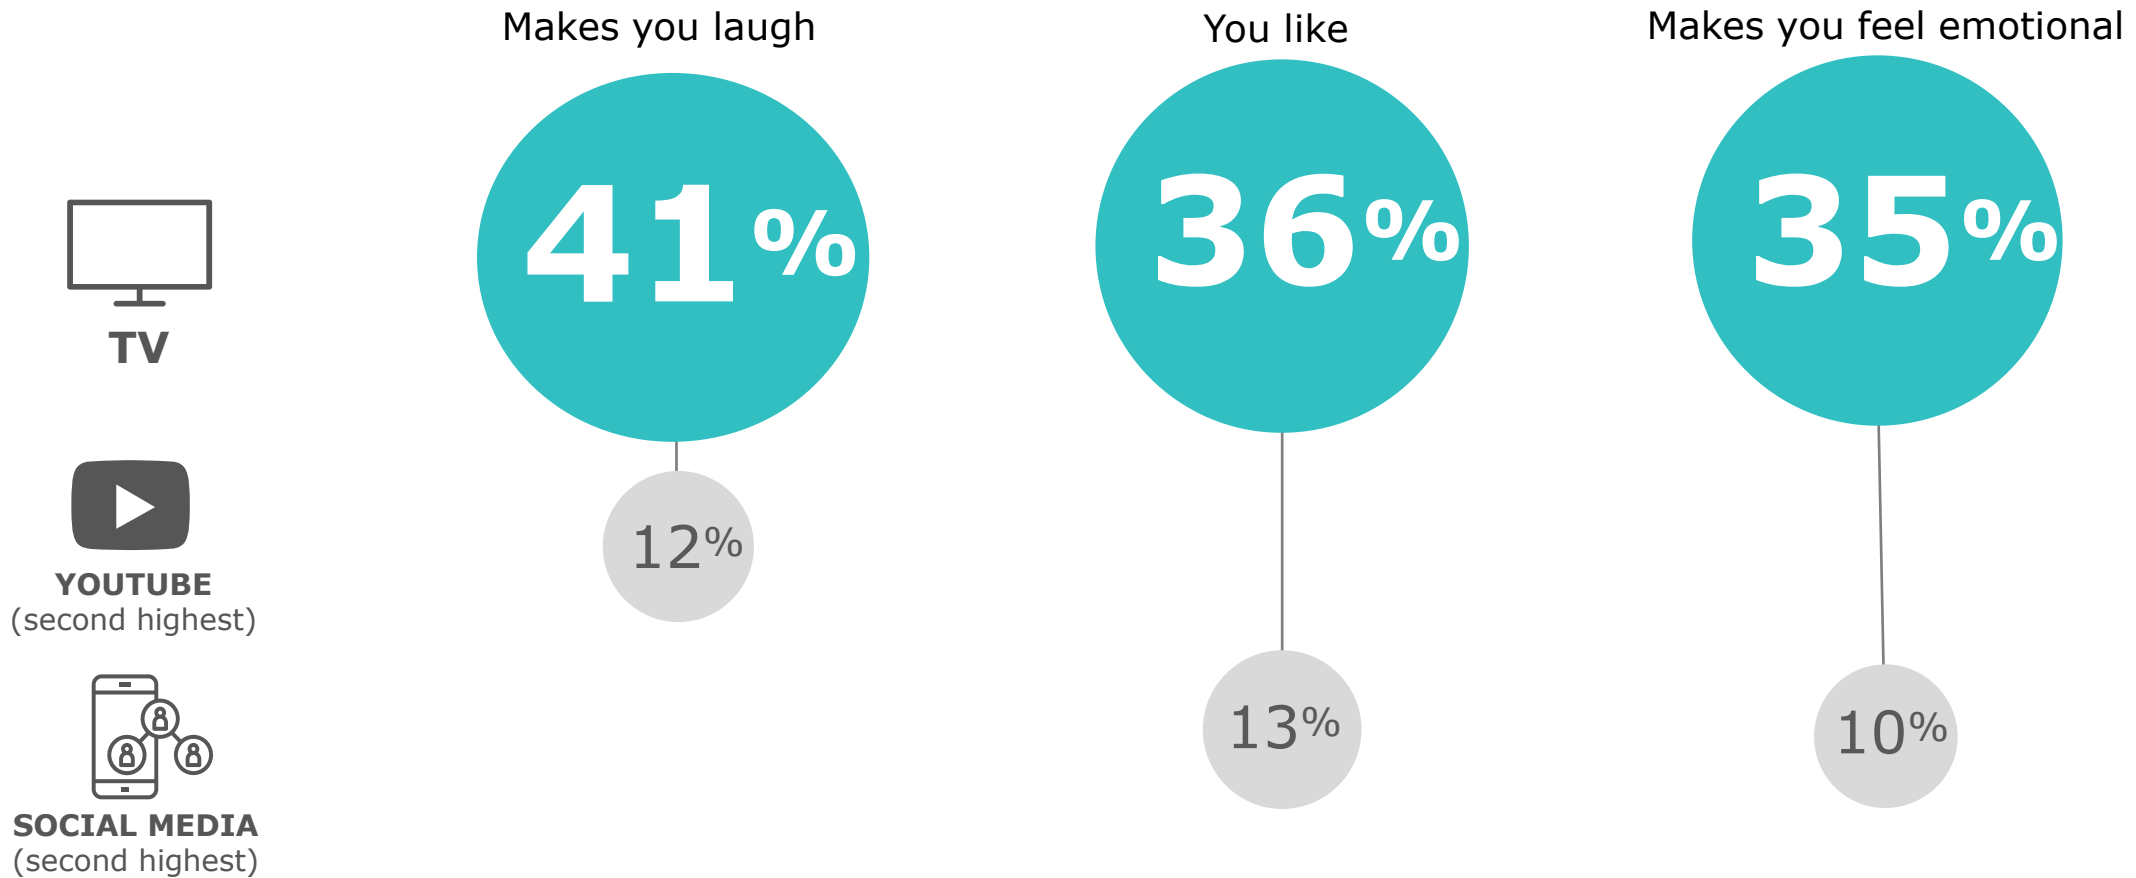 Makes you laugh
You like
Makes you feel emotional
41%
36%
35%
TV
12%
YOUTUBE
(second highest)
13%
10%
SOCIAL MEDIA
(second highest)